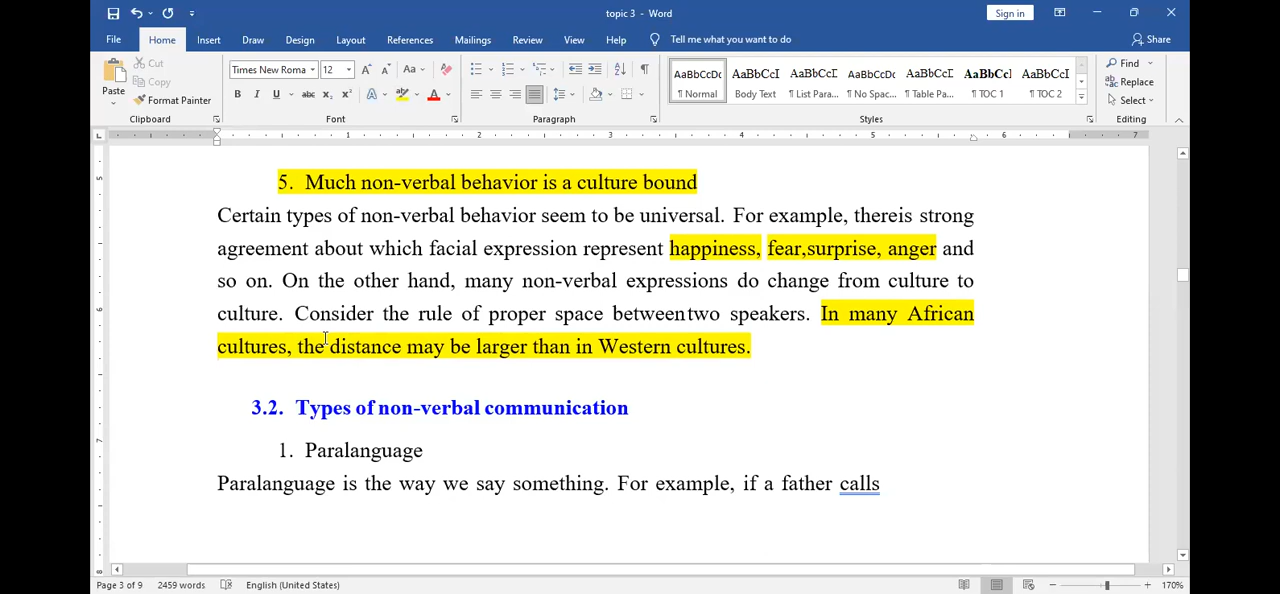 topic 3 - Word
Sign in
File Home Insert Draw Design Layout References Mailings Review View Help Tell me what you want to do Share
Paste
Cut
Copy
Format Painter
Clipboard
Times New Roma 12
Font
Paragraph
AaBbCcDc AaBbCcI AaBbCcI AaBbCcDc AaBbCcI AaBbCcI AaBbCcI
¶ Normal Body Text ¶ List Para... ¶ No Spac... ¶ Table Pa... ¶ TOC 1 ¶ TOC 2
Styles
Find
Replace
Select
Editing
1 2 3 4 5 6 7
5. Much non-verbal behavior is a culture bound
Certain types of non-verbal behavior seem to be universal. For example, thereis strong
agreement about which facial expression represent happiness, fear,surprise, anger and
so on. On the other hand, many non-verbal expressions do change from culture to
culture. Consider the rule of proper space betweentwo speakers. In many African
cultures, the distance may be larger than in Western cultures.
3.2. Types of non-verbal communication
1. Paralanguage
Paralanguage is the way we say something. For example, if a father calls
Page 3 of 9 2459 words English (United States) 170%